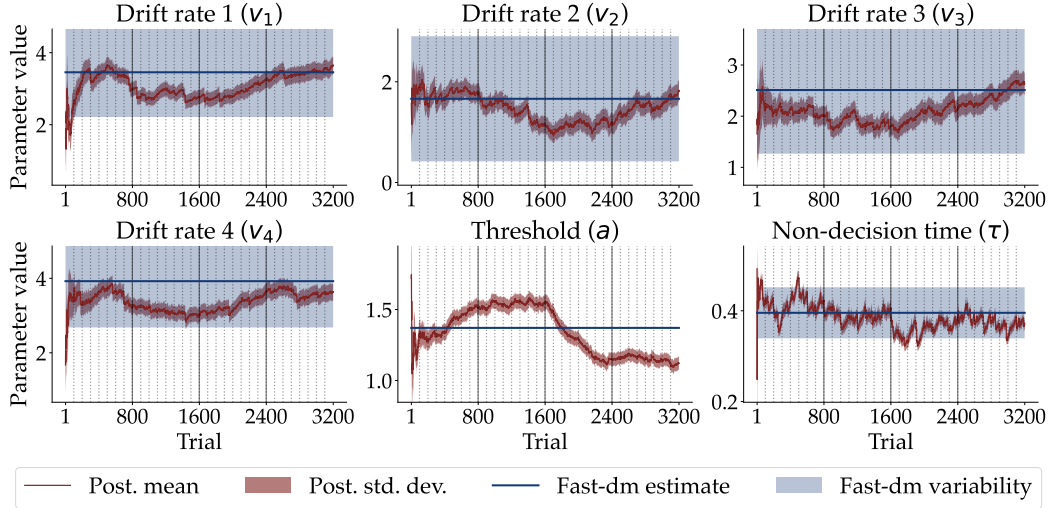 Drift rate 1 (v₁) Drift rate 2 (v₂) Drift rate 3 (v₃)
Parameter value
4
2
2
0
3
2
1
1 800 1600 2400 3200 1 800 1600 2400 3200 1 800 1600 2400 3200
Drift rate 4 (v₄) Threshold (a) Non-decision time (τ)
Parameter value
4
2
1.5
1.0
0.4
0.2
1 800 1600 2400 3200 1 800 1600 2400 3200 1 800 1600 2400 3200
Trial Trial Trial
Post. mean Post. std. dev. Fast-dm estimate Fast-dm variability